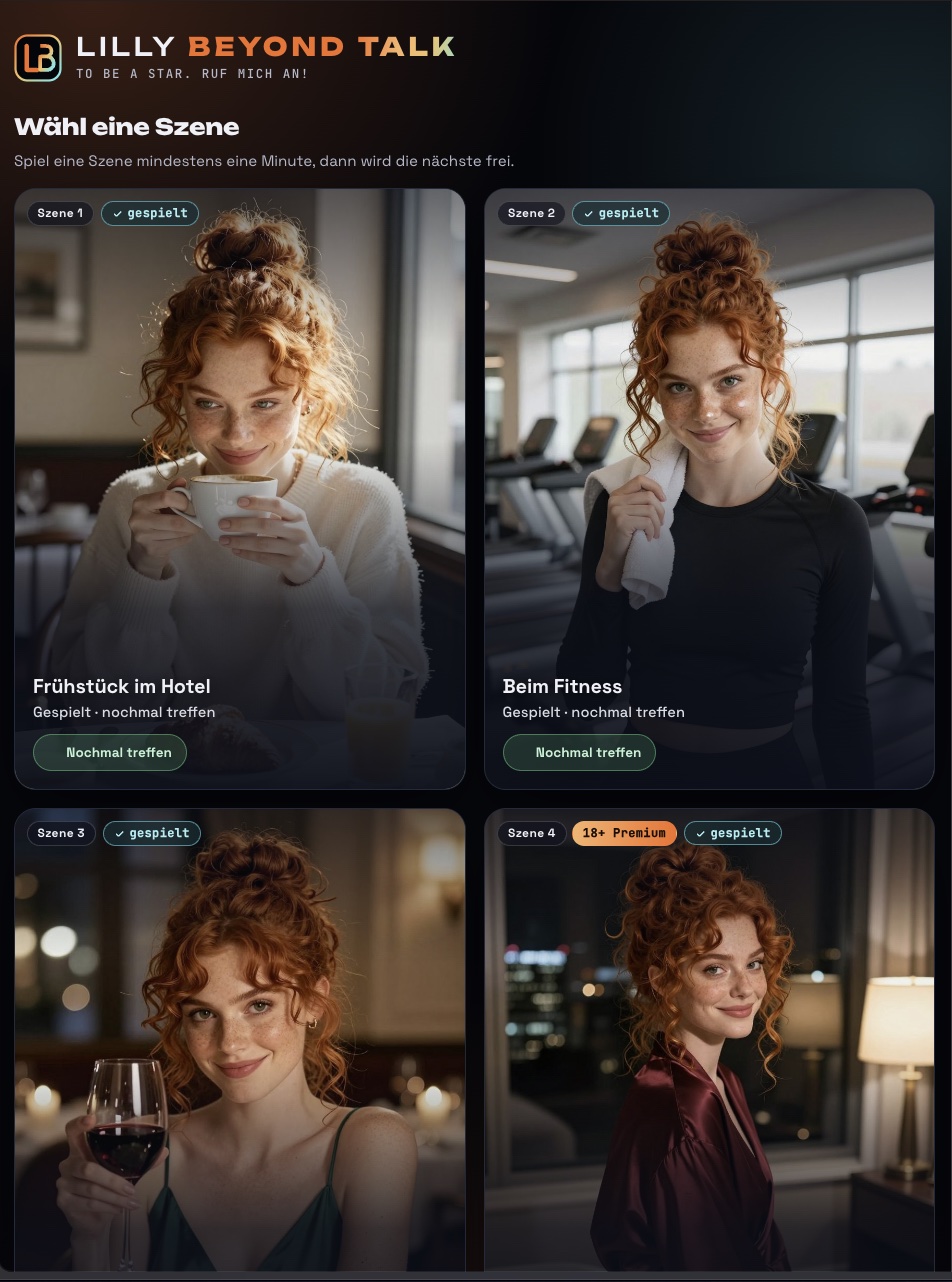 LB
LILLY BEYOND TALK
TO BE A STAR. RUF MICH AN!
Wähl eine Szene
Spiel eine Szene mindestens eine Minute, dann wird die nächste frei.
Szene 1 ✓ gespielt
Frühstück im Hotel
Gespielt · nochmal treffen
Nochmal treffen
Szene 2 ✓ gespielt
Beim Fitness
Gespielt · nochmal treffen
Nochmal treffen
Szene 3 ✓ gespielt
Szene 4 18+ Premium ✓ gespielt